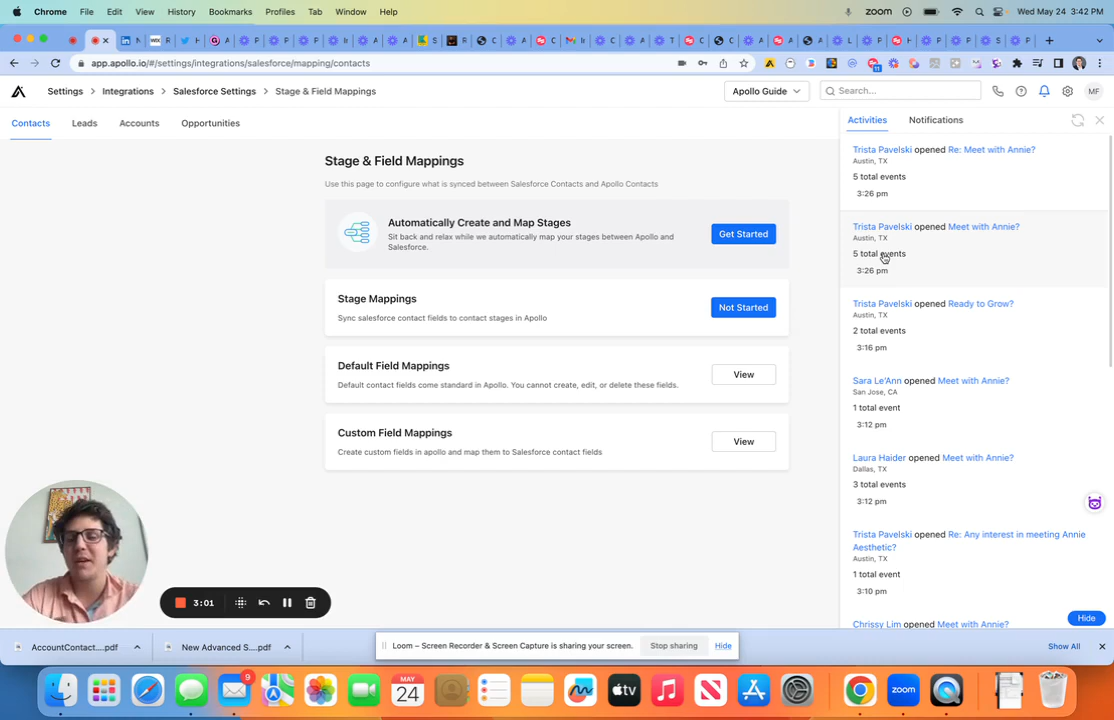 Chrome File Edit View History Bookmarks Profiles Tab Window Help
zoom Wed May 24 3:42 PM
app.apollo.io/#/settings/integrations/salesforce/mapping/contacts
Settings > Integrations > Salesforce Settings > Stage & Field Mappings
Apollo Guide
Search...
MF
Contacts Leads Accounts Opportunities
Stage & Field Mappings
Use this page to configure what is synced between Salesforce Contacts and Apollo Contacts
Automatically Create and Map Stages
Sit back and relax while we automatically map your stages between Apollo and
Salesforce.
Get Started
Stage Mappings
Sync salesforce contact fields to contact stages in Apollo
Not Started
Default Field Mappings
Default contact fields come standard in Apollo. You cannot create, edit, or delete these fields.
View
Custom Field Mappings
Create custom fields in apollo and map them to Salesforce contact fields
View
Activities Notifications
Trista Pavelski opened Re: Meet with Annie?
Austin, TX
5 total events
3:26 pm
Trista Pavelski opened Meet with Annie?
Austin, TX
5 total events
3:26 pm
Trista Pavelski opened Ready to Grow?
Austin, TX
2 total events
3:16 pm
Sara Le'Ann opened Meet with Annie?
San Jose, CA
1 total event
3:12 pm
Laura Haider opened Meet with Annie?
Dallas, TX
3 total events
3:12 pm
Trista Pavelski opened Re: Any interest in meeting Annie
Aesthetic?
Austin, TX
1 total event
3:10 pm
Chrissy Lim opened Meet with Annie?
Hide
3:01
AccountContact....pdf
New Advanced S....pdf
Loom – Screen Recorder & Screen Capture is sharing your screen.
Stop sharing
Hide
Show All
9
MAY
24
tv
zoom